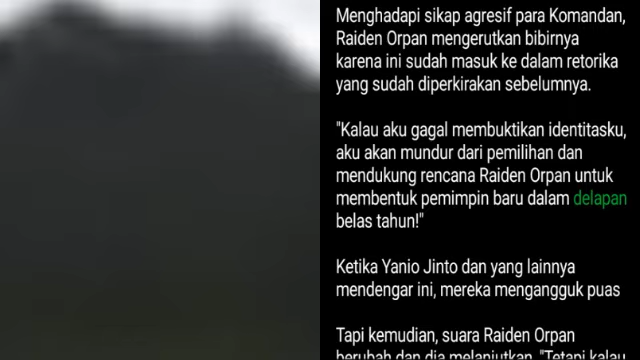 Menghadapi sikap agresif para Komandan,
Raiden Orpan mengerutkan bibirnya
karena ini sudah masuk ke dalam retorika
yang sudah diperkirakan sebelumnya.
"Kalau aku gagal membuktikan identitasku,
aku akan mundur dari pemilihan dan
mendukung rencana Raiden Orpan untuk
membentuk pemimpin baru dalam delapan
belas tahun!"
Ketika Yanio Jinto dan yang lainnya
mendengar ini, mereka mengangguk puas
Tapi kemudian, suara Raiden Orpan
berubah dan dia melanjutkan, "Tetapi kalau